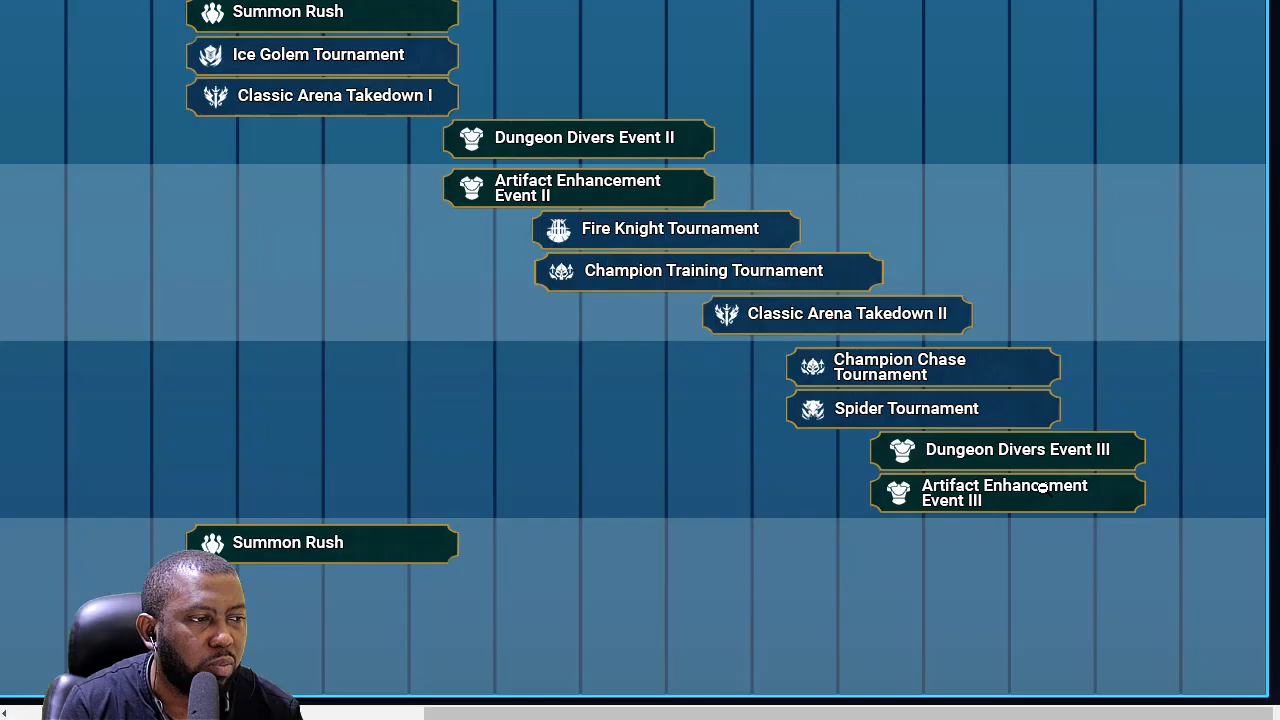 Summon Rush
Ice Golem Tournament
Classic Arena Takedown I
Dungeon Divers Event II
Artifact Enhancement
Event II
Fire Knight Tournament
Champion Training Tournament
Classic Arena Takedown II
Champion Chase
Tournament
Spider Tournament
Dungeon Divers Event III
Artifact Enhancement
Event III
Summon Rush